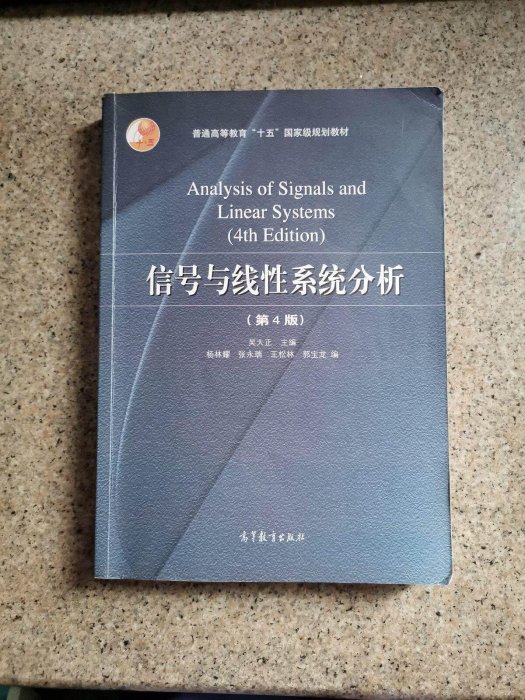 普通高等教育“十五”国家级规划教材
十·五
Analysis of Signals and
Linear Systems
(4th Edition)
信号与线性系统分析
(第4版)
吴大正 主编
杨林耀 张永瑞 王松林 郭宝龙 编
高等教育出版社